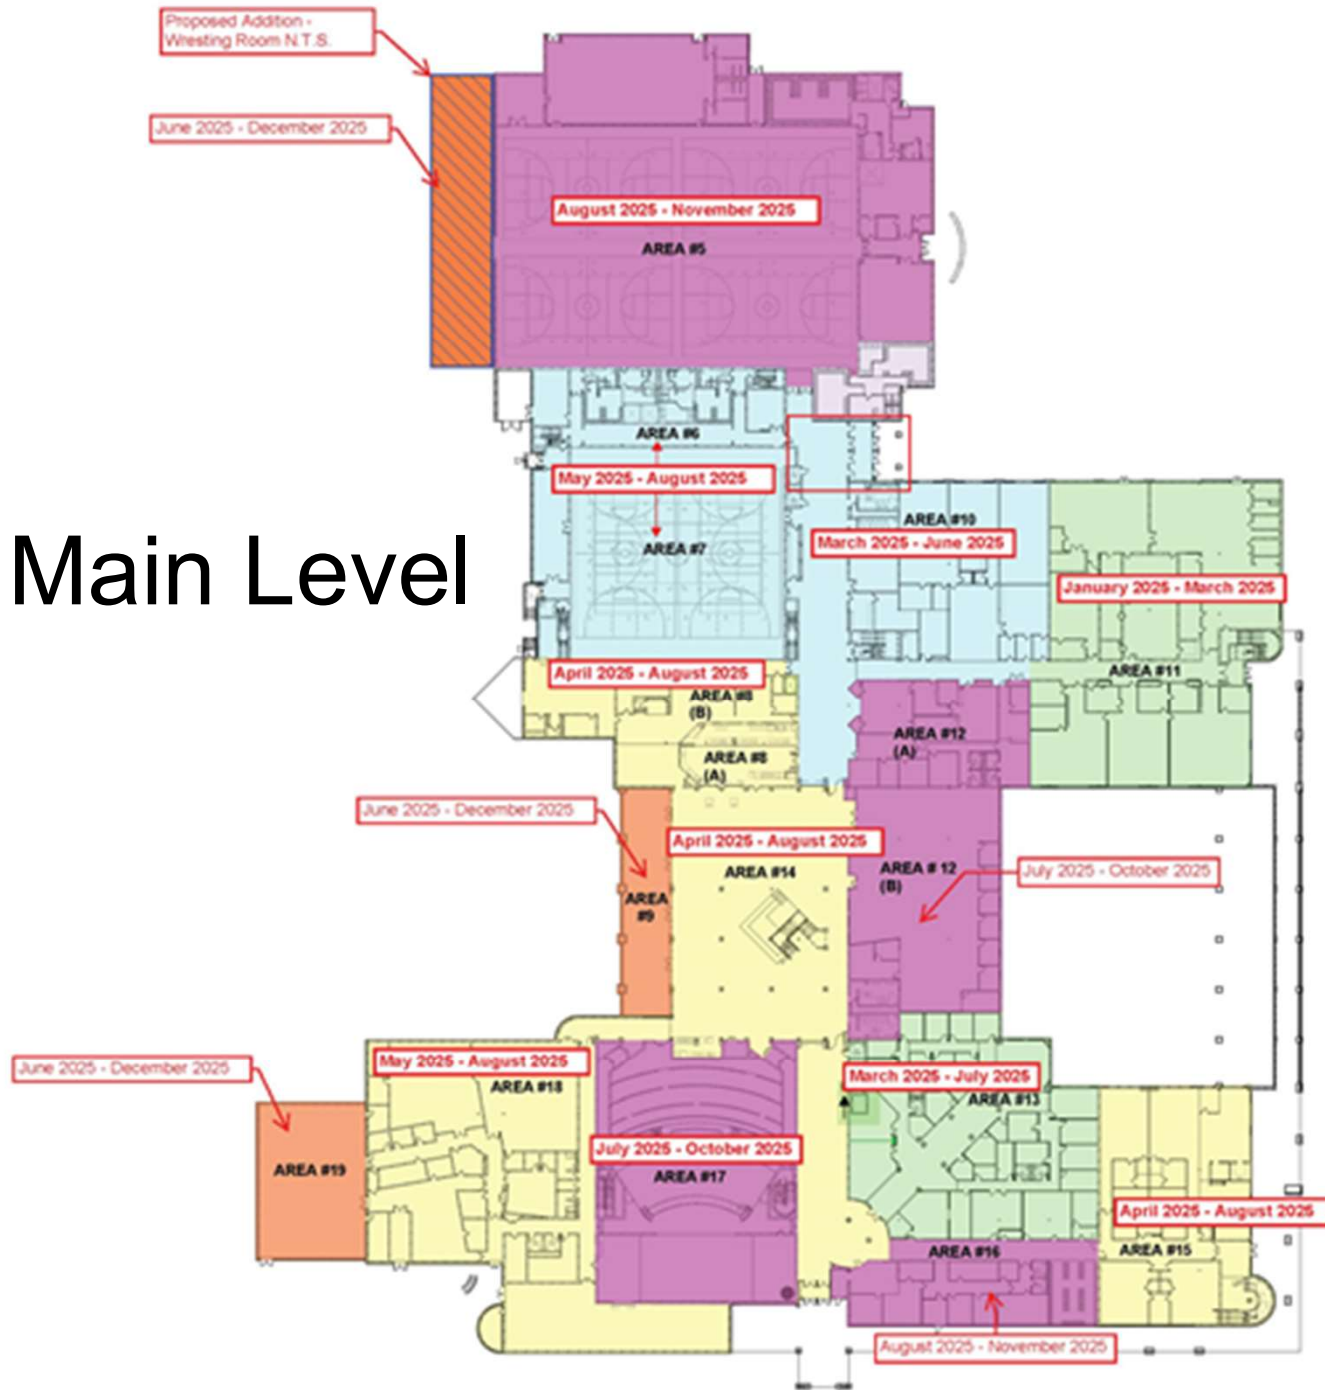 Proposed Addition -
Wresting Room N.T.S.
June 2025 - December 2025
August 2025 - November 2025
AREA #5
AREA #6
May 2025 - August 2025
AREA #7
AREA #10
March 2025 - June 2025
January 2025 - March 2025
AREA #11
Main Level
April 2025 - August 2025
AREA #8
(B)
AREA #8
(A)
AREA #12
(A)
June 2025 - December 2025
April 2025 - August 2025
AREA #14
AREA # 12
(B)
July 2025 - October 2025
AREA
#9
June 2025 - December 2025
May 2025 - August 2025
AREA #18
March 2025 - July 2025
AREA #13
AREA #19
July 2025 - October 2025
AREA #17
April 2025 - August 2025
AREA #15
AREA #16
August 2025 - November 2025